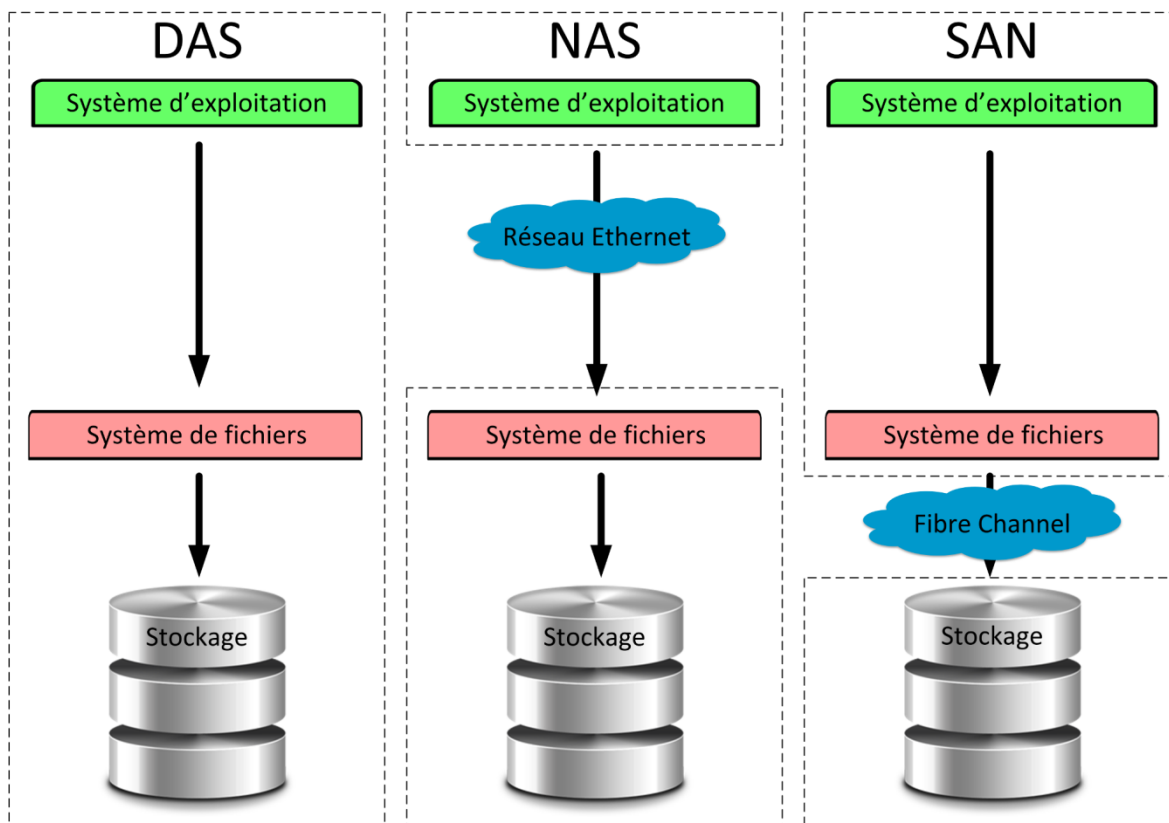 DAS
Système d'exploitation
Système de fichiers
Stockage
NAS
Système d'exploitation
Réseau Ethernet
Système de fichiers
Stockage
SAN
Système d'exploitation
Système de fichiers
Fibre Channel
Stockage